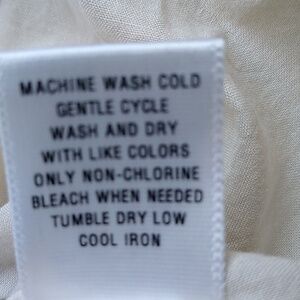 MACHINE WASH COLD
GENTLE CYCLE
WASH AND DRY
WITH LIKE COLORS
ONLY NON-CHLORINE
BLEACH WHEN NEEDED
TUMBLE DRY LOW
COOL IRON